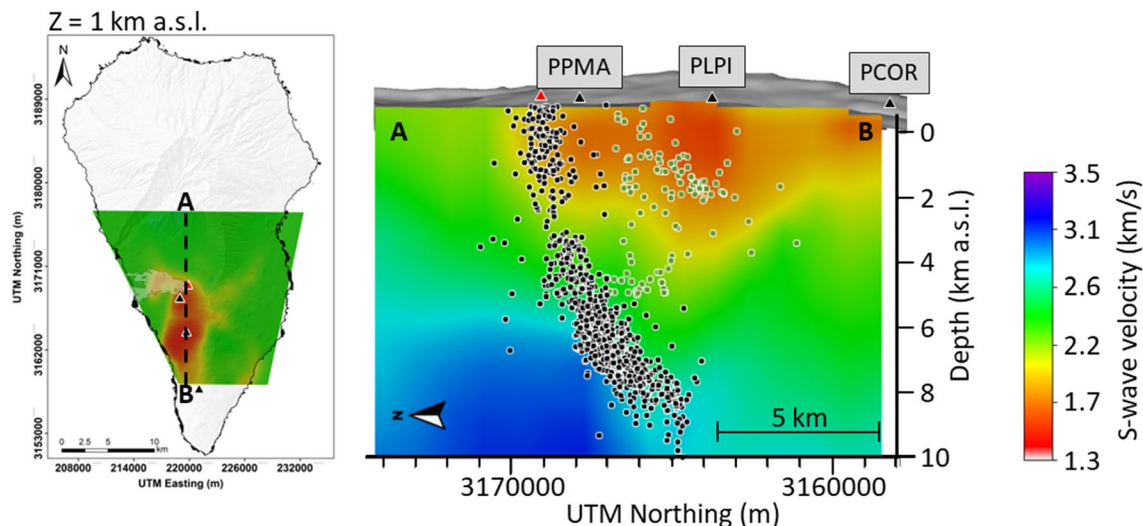 Z = 1 km a.s.l.
N
3189000
3180000
3171000
3162000
3153000
UTM Northing (m)
A
B
0 2.5 5 10
km
208000 214000 220000 226000 232000
UTM Easting (m)
PPMA PLPI PCOR
A B
0
2
4
6
8
10
Depth (km a.s.l.)
N
5 km
3170000 3160000
UTM Northing (m)
3.5
3.1
2.6
2.2
1.7
1.3
S-wave velocity (km/s)